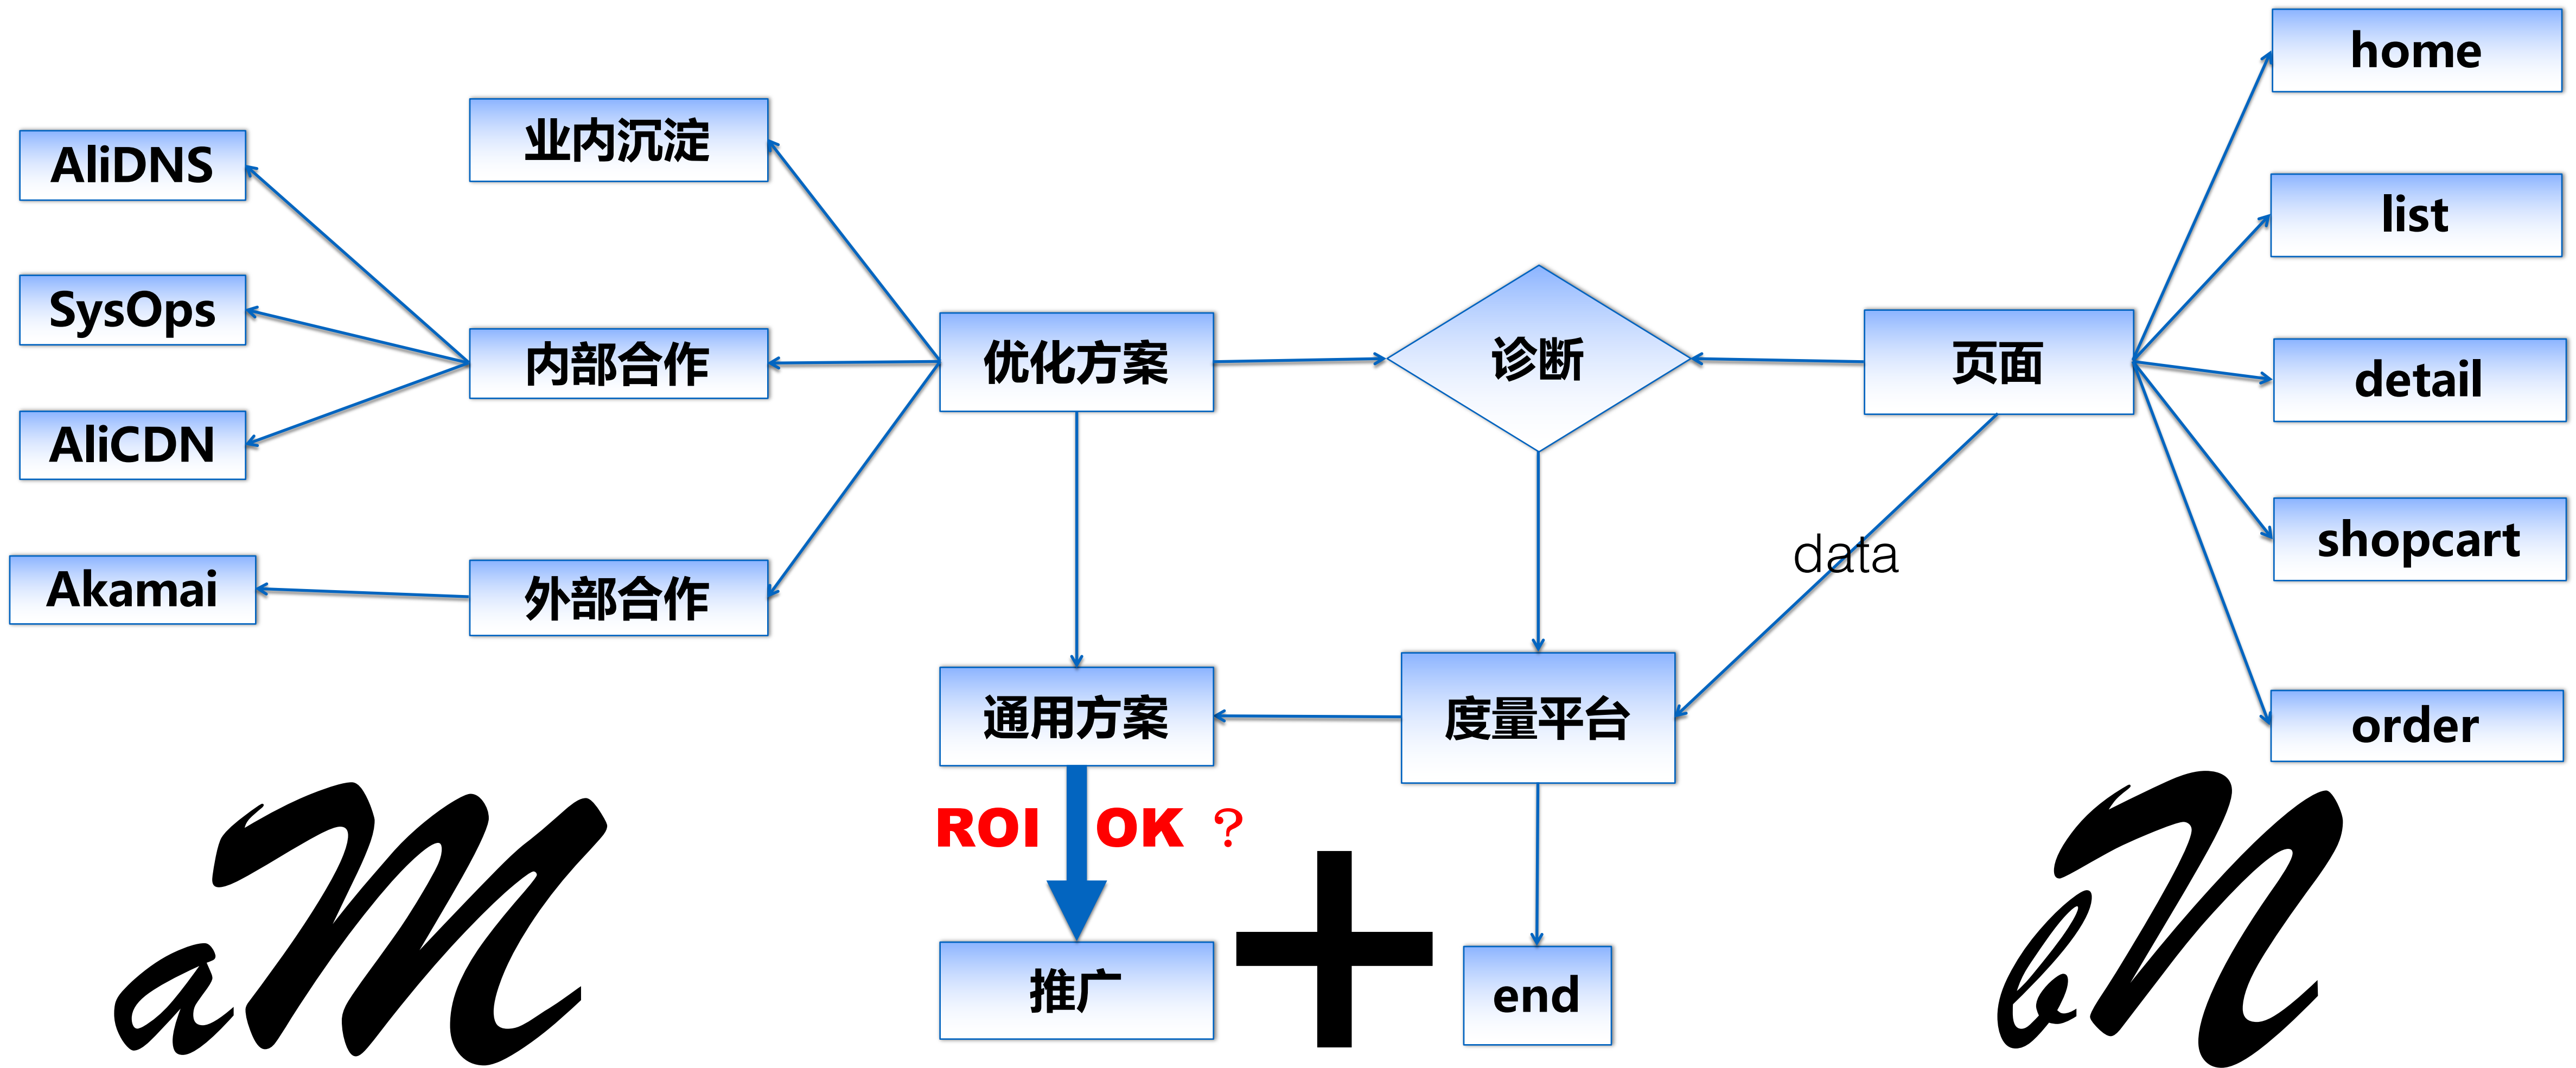 home
业内沉淀
AliDNS
list
SysOps
内部合作
优化方案
诊断
页面
detail
AliCDN
shopcart
data
Akamai
外部合作
通用方案
度量平台
order
ROI OK ?
aM
+
bN
推广
end